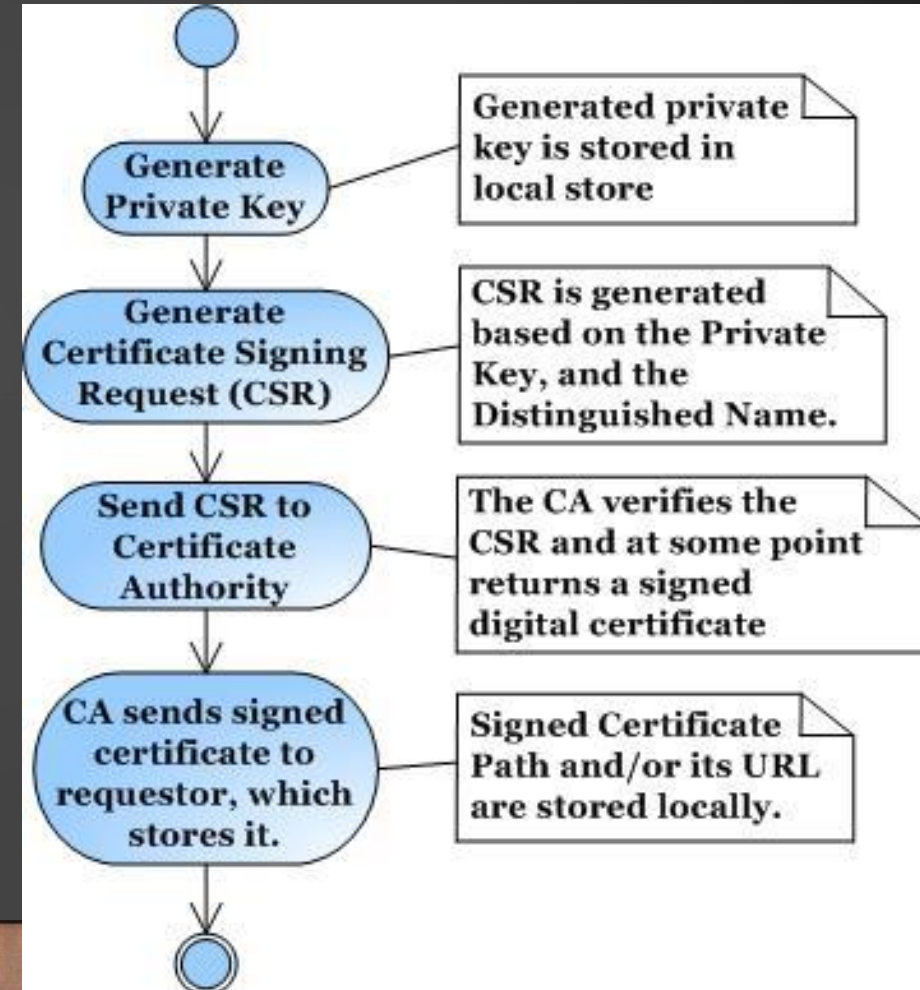 Generate
Private Key
Generated private
key is stored in
local store
Generate
Certificate Signing
Request (CSR)
CSR is generated
based on the Private
Key, and the
Distinguished Name.
Send CSR to
Certificate
Authority
The CA verifies the
CSR and at some point
returns a signed
digital certificate
CA sends signed
certificate to
requestor, which
stores it.
Signed Certificate
Path and/or its URL
are stored locally.